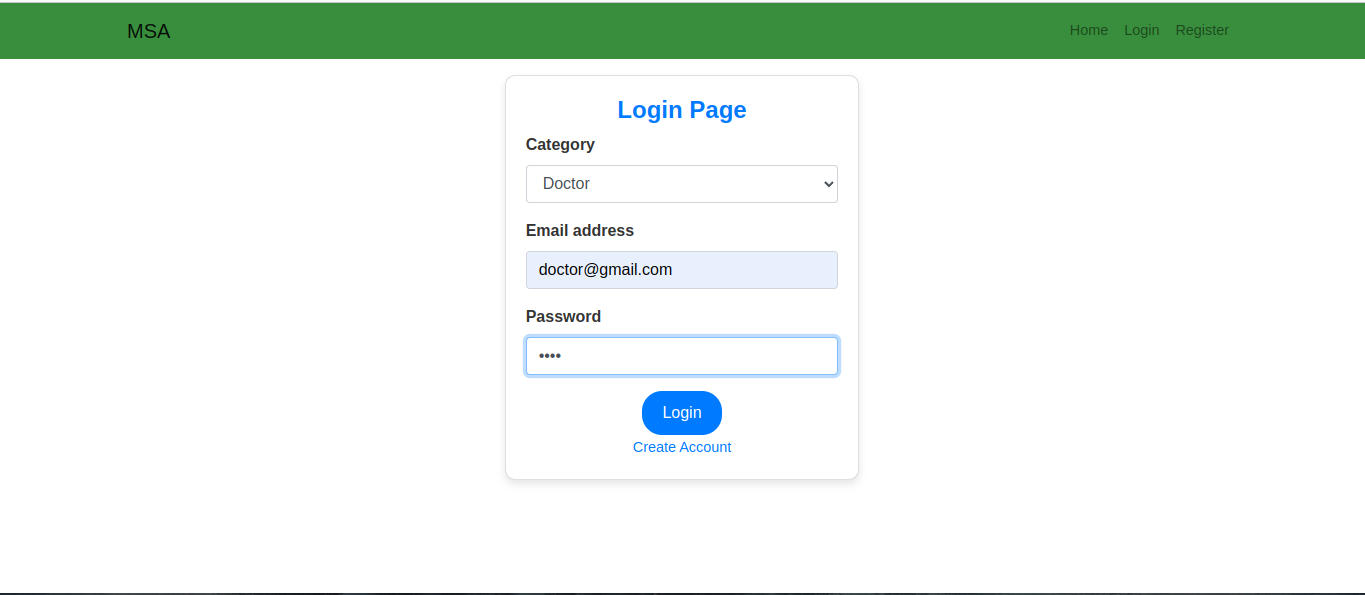 MSA Home Login Register
Login Page
Category
Doctor
Email address
doctor@gmail.com
Password
••••
Login
Create Account